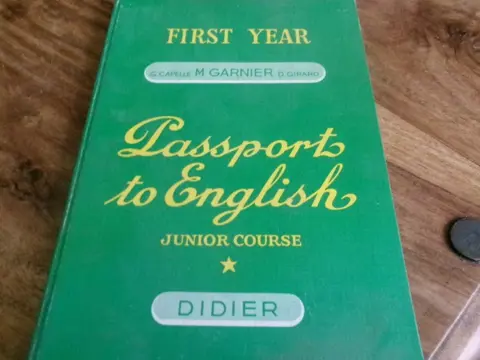 FIRST YEAR
G. CAPELLE M GARNIER D. GIRARD
Passport
to English
JUNIOR COURSE
DIDIER